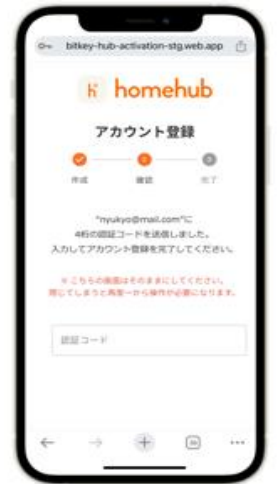 bitkey-hub-activation-stg.web.app
homehub
アカウント登録
作成 確認 完了
"nyukyo@mail.com"に
4桁の認証コードを送信しました。
入力してアカウント登録を完了してください。
※こちらの画面はそのままにしてください。
閉じてしまうと再度一から操作が必要になります。
認証コード